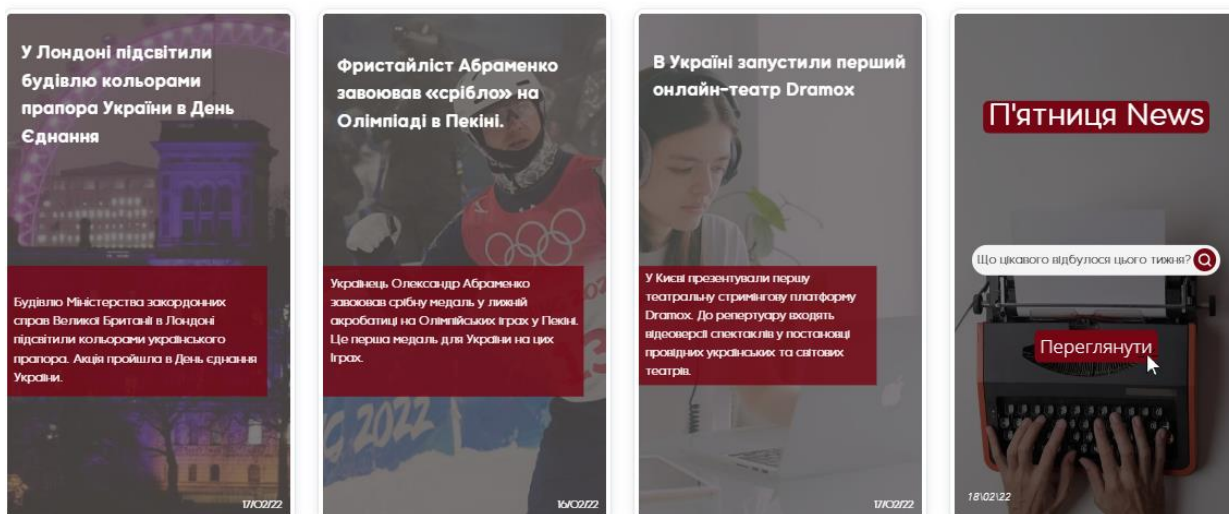 У Лондоні підсвітили
будівлю кольорами
прапора України в День
Єднання
Будівлю Міністерства закордонних
справ Великої Британії в Лондоні
підсвітили кольорами українського
прапора. Акція пройшла в День єднання
України.
17/02/22
Фристайліст Абраменко
завоював «срібло» на
Олімпіаді в Пекіні.
Українець Олександр Абраменко
завоював срібну медаль у лижній
акробатиці на Олімпійських іграх у Пекіні.
Це перша медаль для України на цих
Іграх.
G 2022
16/02/22
В Україні запустили перший
онлайн-театр Dramox
У Києві презентували першу
театральну стримінгову платформу
Dramox. До репертуару входять
відеоверсії спектаклів у постановці
провідних українських та світових
театрів.
17/02/22
П'ятниця News
Що цікавого відбулося цього тижня?
Переглянути
18\02\22